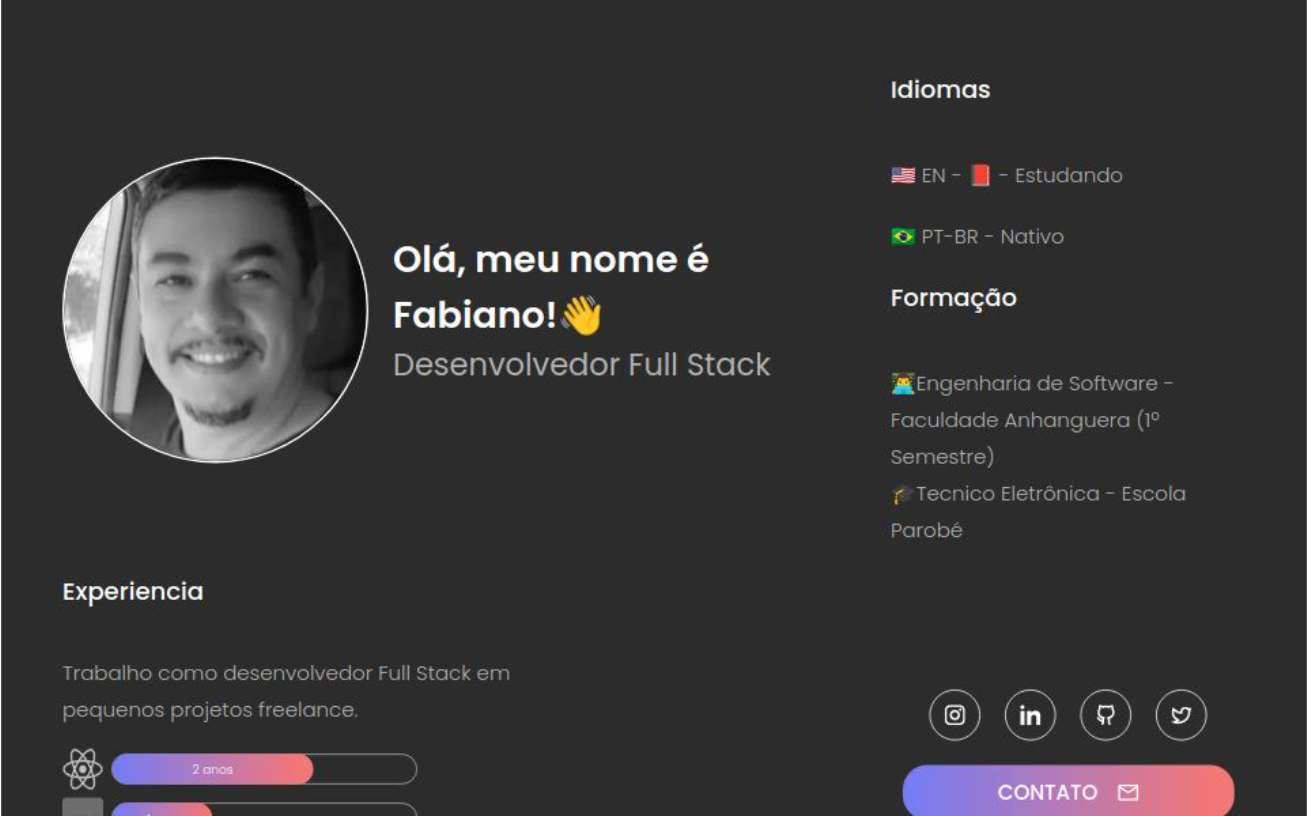 Olá, meu nome é
Fabiano!👋
Desenvolvedor Full Stack
Idiomas
🇺🇸 EN - 📕 - Estudando
🇧🇷 PT-BR - Nativo
Formação
👨‍💻Engenharia de Software -
Faculdade Anhanguera (1º
Semestre)
🎓Tecnico Eletrônica - Escola
Parobé
Experiencia
Trabalho como desenvolvedor Full Stack em
pequenos projetos freelance.
2 anos
in
CONTATO